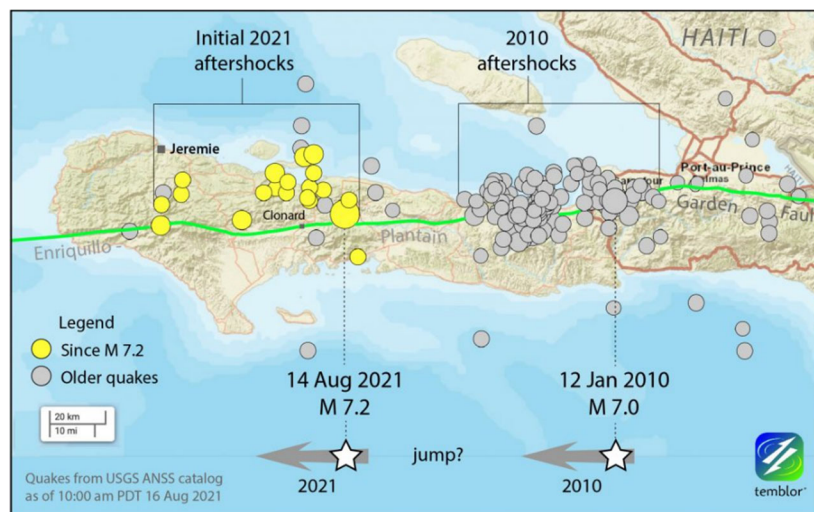 Initial 2021
aftershocks
2010
aftershocks
HAITI
Jeremie
Port-au-Prince
Clonard
Enriquillo -
Plantain
Garden
Legend
Since M 7.2
Older quakes
14 Aug 2021
M 7.2
12 Jan 2010
M 7.0
20 km
10 mi
jump?
2021
2010
Quakes from USGS ANSS catalog
as of 10:00 am PDT 16 Aug 2021
temblor